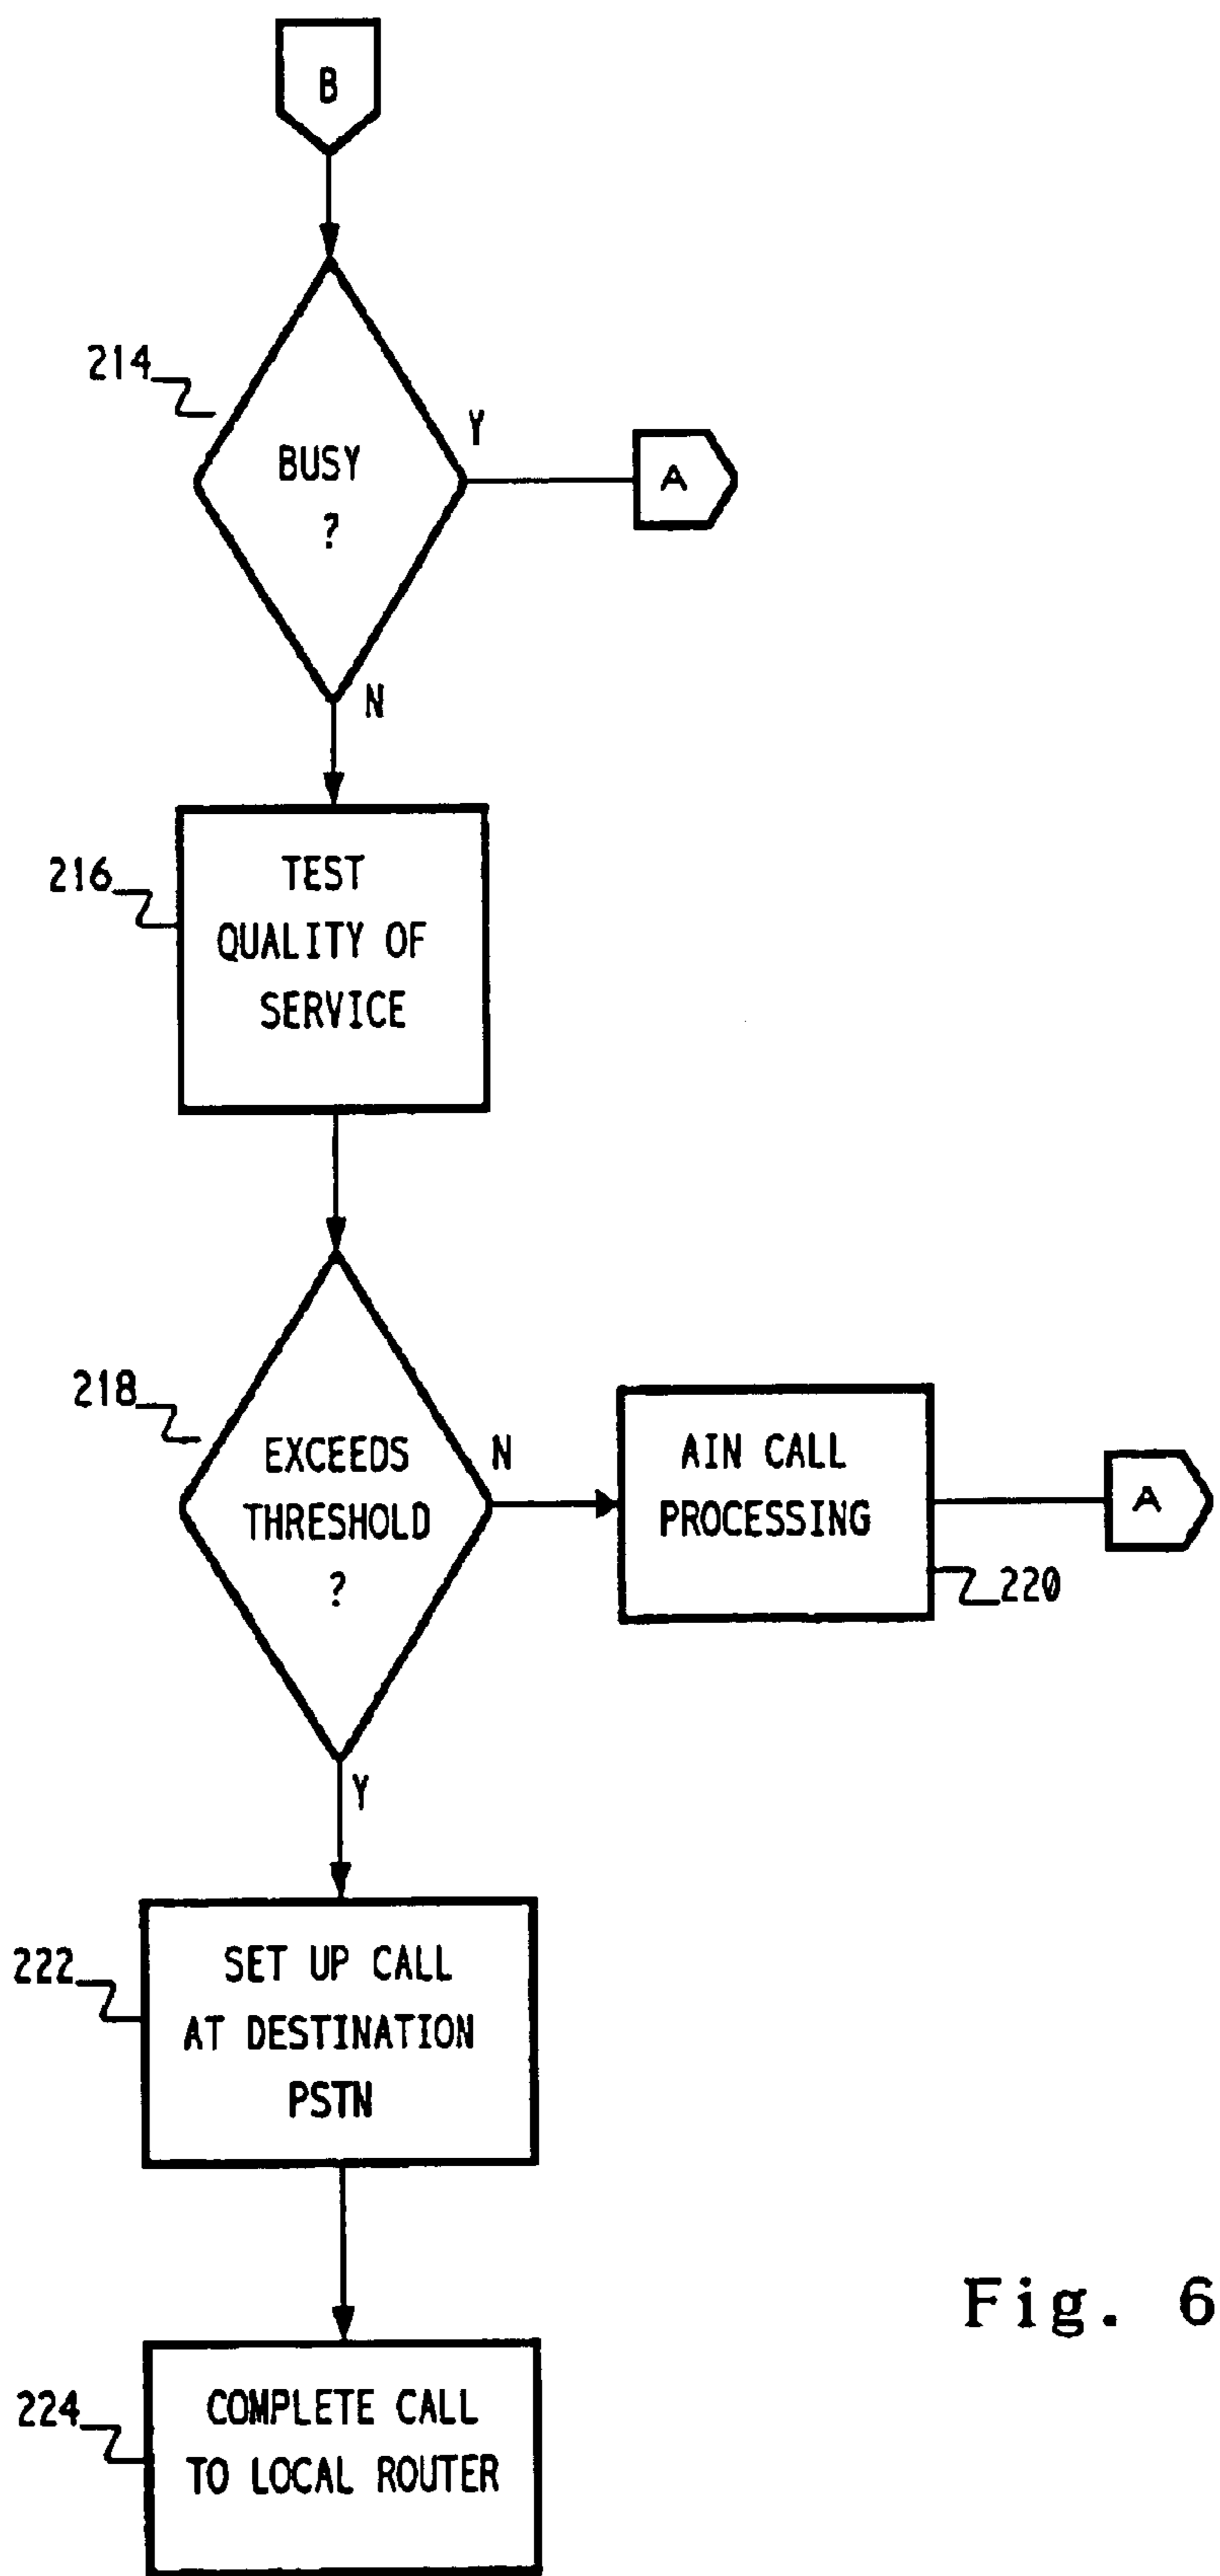 B
214
BUSY
?
Y
A
N
216
TEST
QUALITY OF
SERVICE
218
EXCEEDS
THRESHOLD
?
N
AIN CALL
PROCESSING
220
A
Y
222
SET UP CALL
AT DESTINATION
PSTN
224
COMPLETE CALL
TO LOCAL ROUTER
Fig. 6